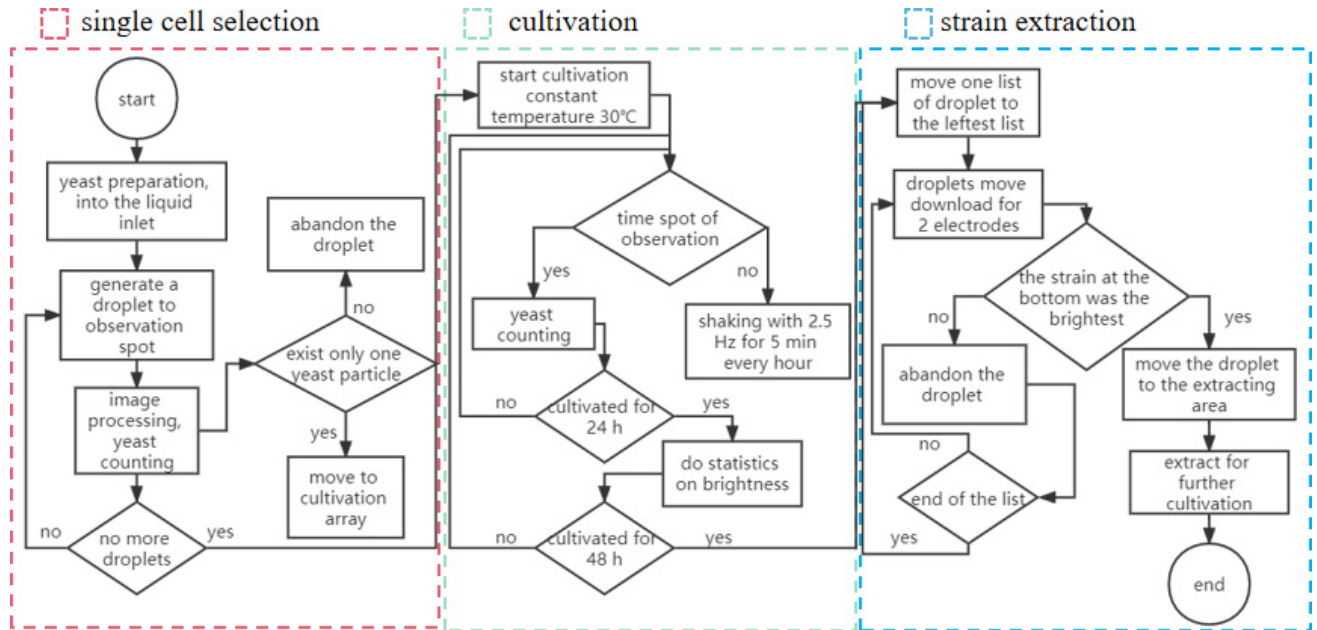 single cell selection
cultivation
strain extraction
start
yeast preparation,
into the liquid
inlet
generate a
droplet to
observation
spot
image
processing,
yeast
counting
no more
droplets
no
yes
abandon the
droplet
no
exist only one
yeast particle
yes
move to
cultivation
array
start cultivation
constant
temperature 30℃
time spot of
observation
yes
no
yeast
counting
shaking with 2.5
Hz for 5 min
every hour
cultivated for
24 h
no
yes
do statistics
on brightness
cultivated for
48 h
no
yes
move one list
of droplet to
the leftest list
droplets move
download for
2 electrodes
the strain at the
bottom was the
brightest
no
yes
abandon the
droplet
no
end of the list
yes
move the droplet
to the extracting
area
extract for
further
cultivation
end